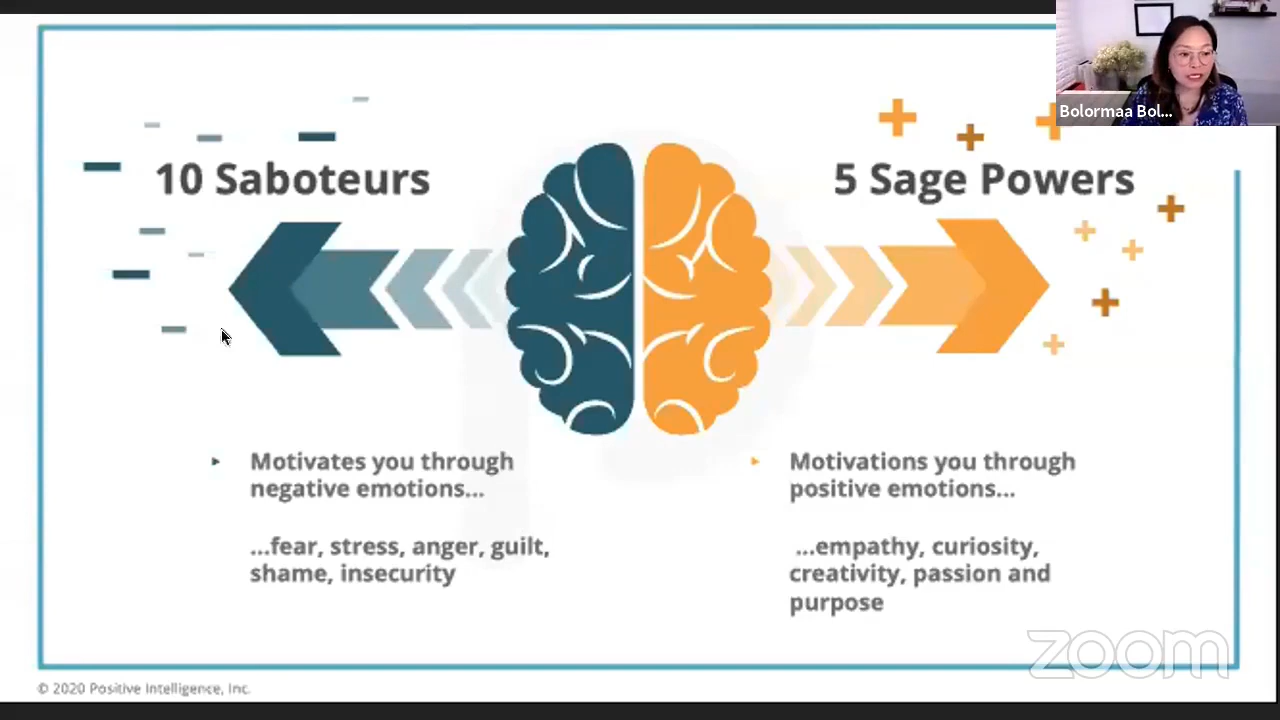 Bolormaa Bol...
10 Saboteurs
5 Sage Powers
Motivates you through
negative emotions...
...fear, stress, anger, guilt,
shame, insecurity
Motivations you through
positive emotions...
...empathy, curiosity,
creativity, passion and
purpose
zoom
© 2020 Positive Intelligence, Inc.